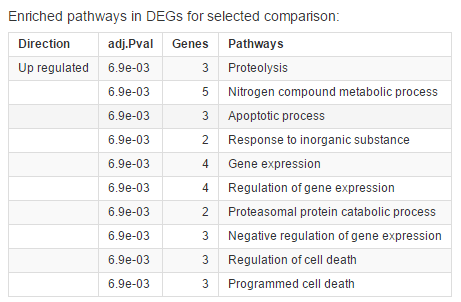 Enriched pathways in DEGs for selected comparison:
Direction adj.Pval Genes Pathways
Up regulated 6.9e-03 3 Proteolysis
6.9e-03 5 Nitrogen compound metabolic process
6.9e-03 3 Apoptotic process
6.9e-03 2 Response to inorganic substance
6.9e-03 4 Gene expression
6.9e-03 4 Regulation of gene expression
6.9e-03 2 Proteasomal protein catabolic process
6.9e-03 3 Negative regulation of gene expression
6.9e-03 3 Regulation of cell death
6.9e-03 3 Programmed cell death